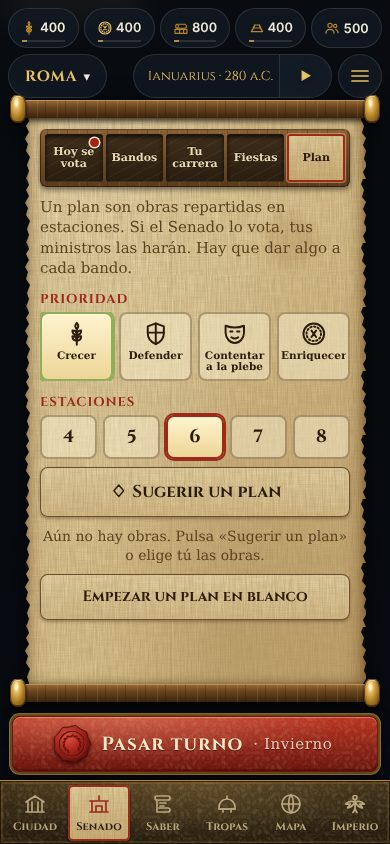 400 400 800 400 500
ROMA ▾ IANUARIUS · 280 A.C.
Hoy se vota
Bandos
Tu carrera
Fiestas
Plan
Un plan son obras repartidas en
estaciones. Si el Senado lo vota, tus
ministros las harán. Hay que dar algo a
cada bando.
PRIORIDAD
Crecer
Defender
Contentar
a la plebe
Enriquecer
ESTACIONES
4 5 6 7 8
SUGERIR UN PLAN
Aún no hay obras. Pulsa «Sugerir un plan»
o elige tú las obras.
EMPEZAR UN PLAN EN BLANCO
PASAR TURNO · Invierno
CIUDAD SENADO SABER TROPAS MAPA IMPERIO